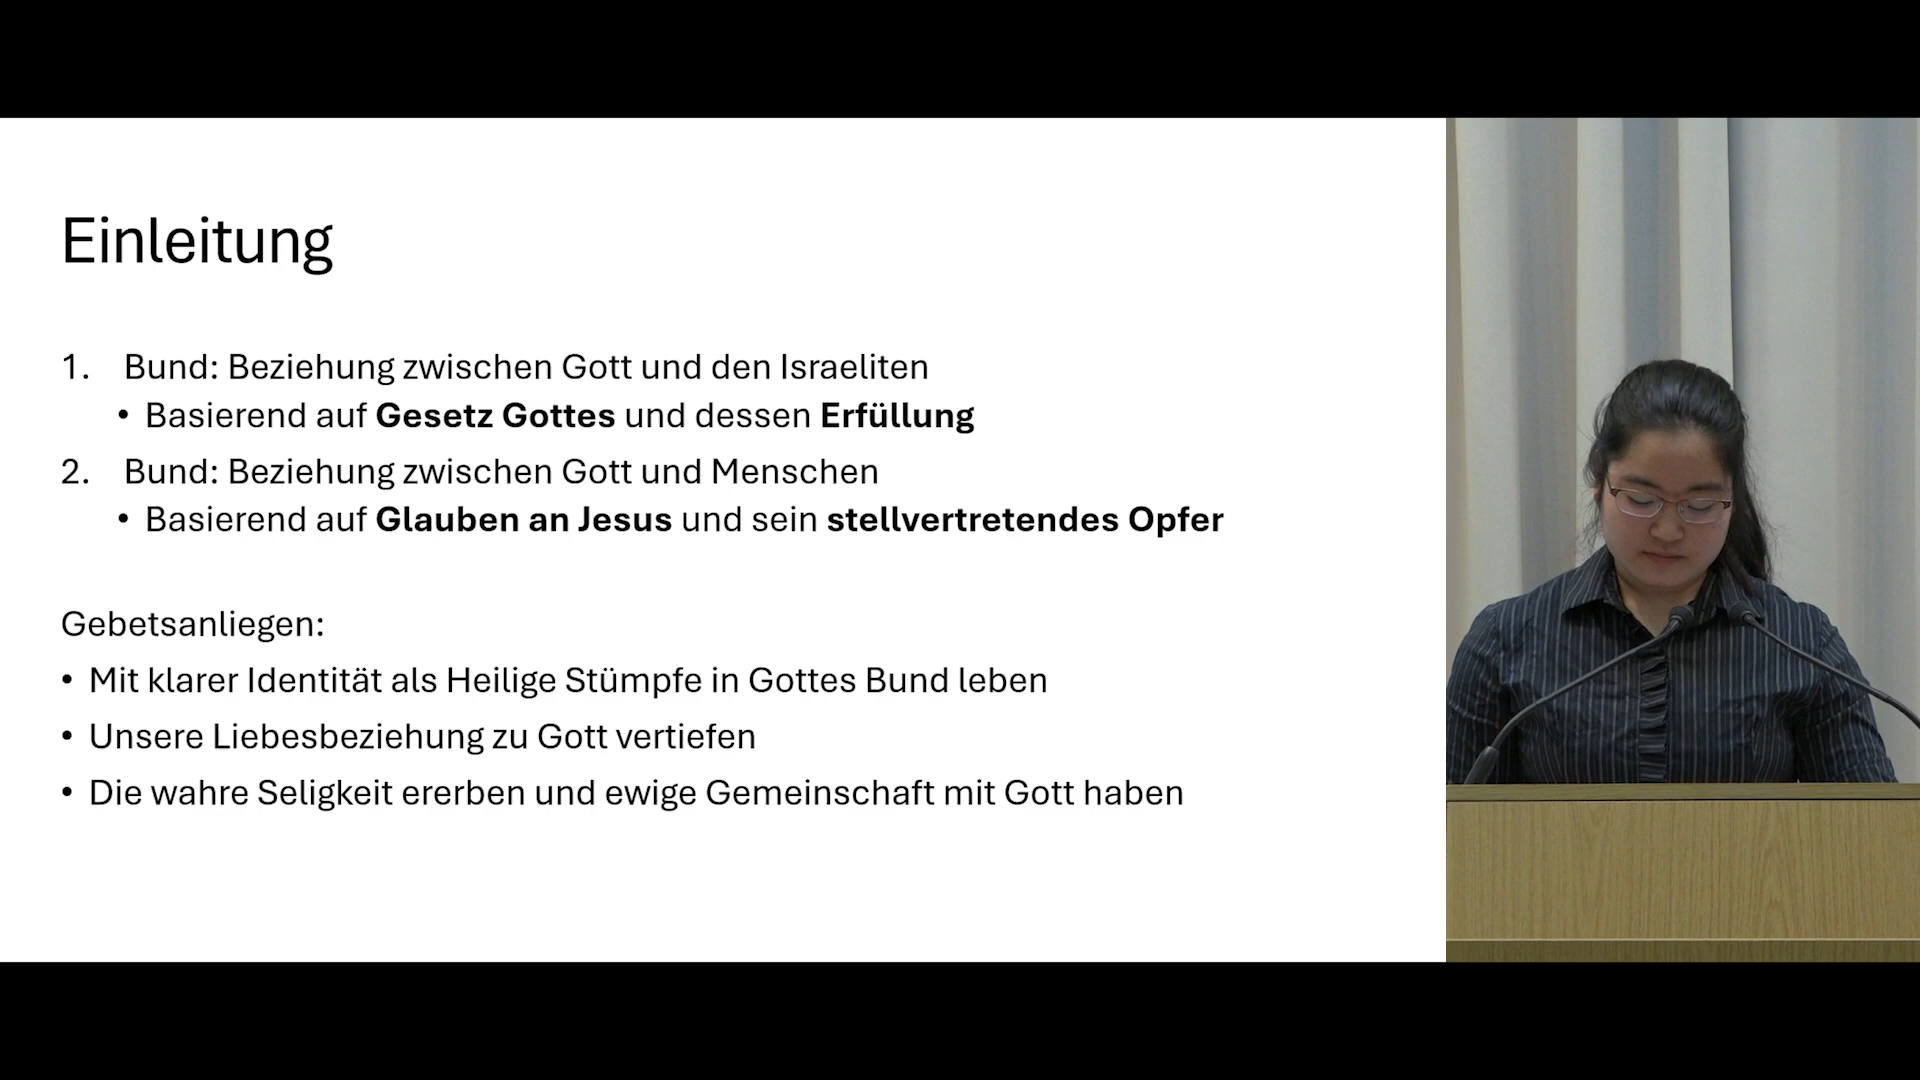 Einleitung
1. Bund: Beziehung zwischen Gott und den Israeliten
• Basierend auf Gesetz Gottes und dessen Erfüllung
2. Bund: Beziehung zwischen Gott und Menschen
• Basierend auf Glauben an Jesus und sein stellvertretendes Opfer
Gebetsanliegen:
• Mit klarer Identität als Heilige Stümpfe in Gottes Bund leben
• Unsere Liebesbeziehung zu Gott vertiefen
• Die wahre Seligkeit ererben und ewige Gemeinschaft mit Gott haben